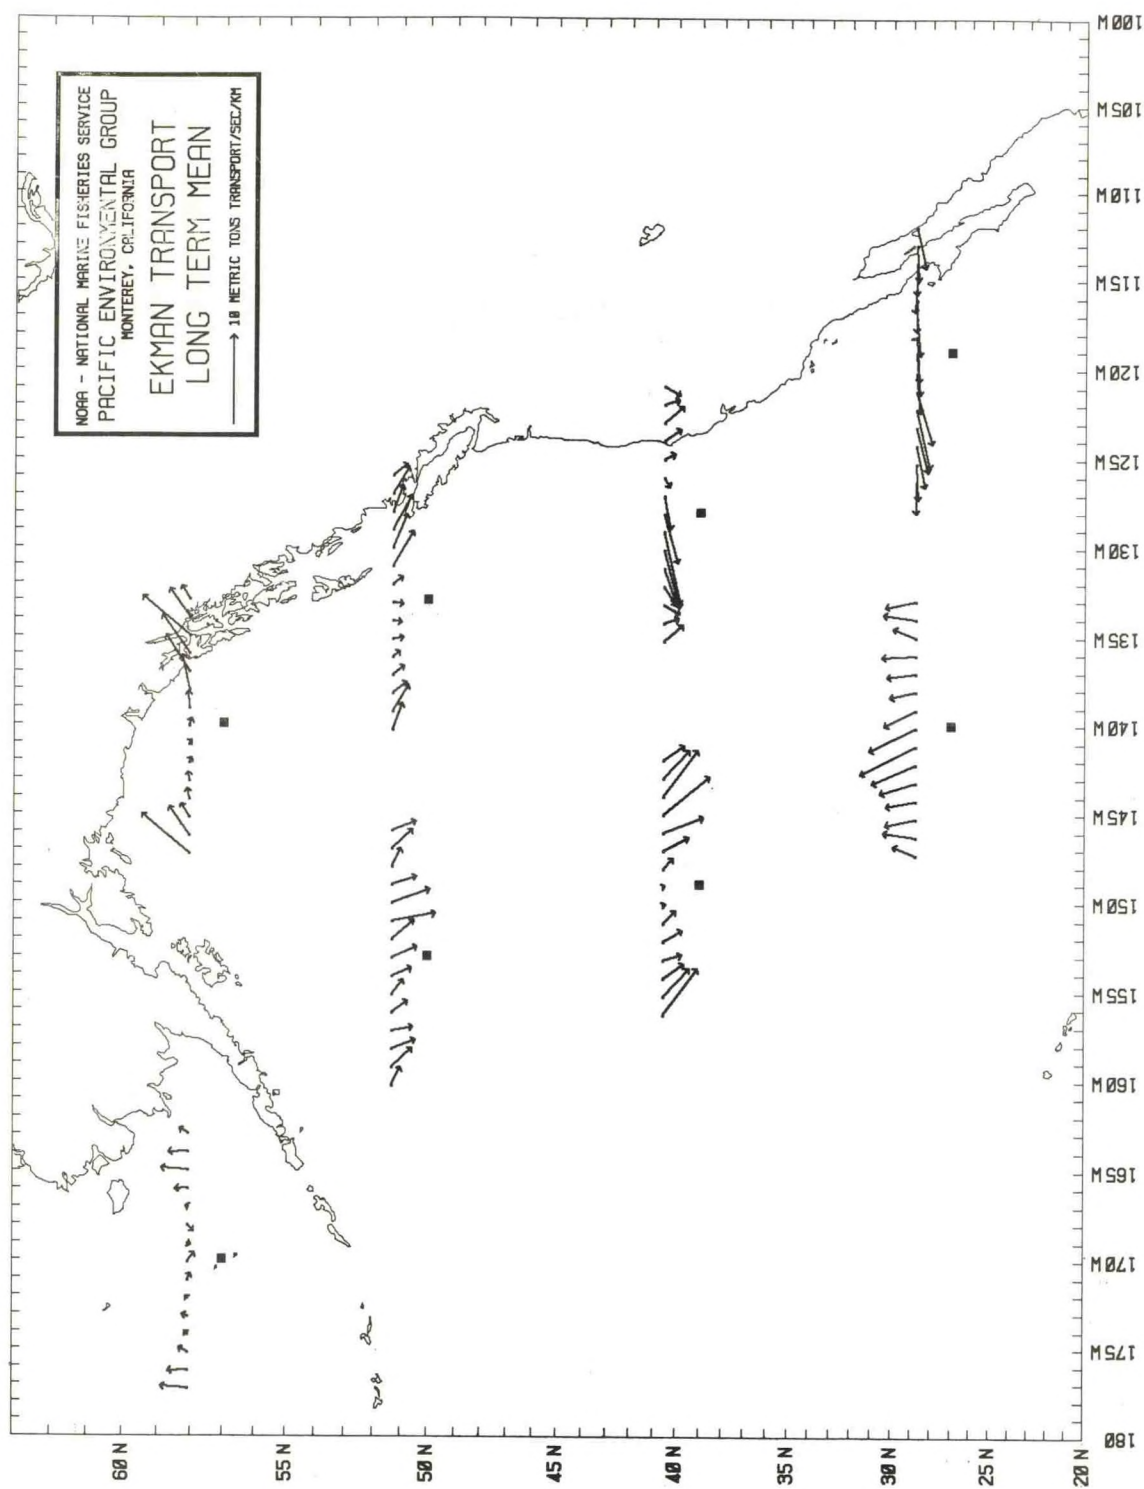 NOAA - NATIONAL MARINE FISHERIES SERVICE
PACIFIC ENVIRONMENTAL GROUP
MONTEREY, CALIFORNIA
EKMAN TRANSPORT
LONG TERM MEAN
10 METRIC TONS TRANSPORT/SEC/KM
60 N
55 N
50 N
45 N
40 N
35 N
30 N
25 N
20 N
180
175W
170W
165W
160W
155W
150W
145W
140W
135W
130W
125W
120W
115W
110W
105W
100W